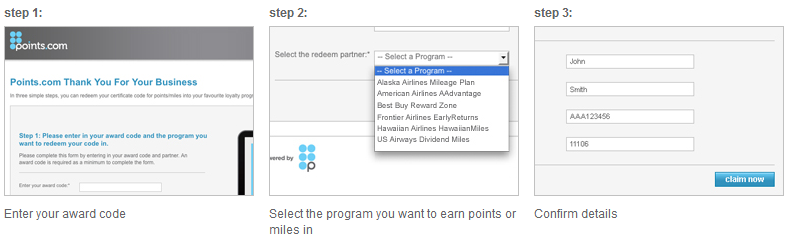 step 1:
points.com
Points.com Thank You For Your Business
In three simple steps, you can redeem your certificate code for points/miles into your favourite loyalty progr
Step 1: Please enter in your award code and the program you
want to redeem your code in.
Please complete this form by entering in your award code and partner. An
award code is required as a minimum to complete the form.
Enter your award code:*
Enter your award code
step 2:
Select the redeem partner:*
-- Select a Program --
-- Select a Program --
Alaska Airlines Mileage Plan
American Airlines AAdvantage
Best Buy Reward Zone
Frontier Airlines EarlyReturns
Hawaiian Airlines HawaiianMiles
US Airways Dividend Miles
wered by
p
Select the program you want to earn points or
miles in
step 3:
John
Smith
AAA123456
11106
claim now
Confirm details